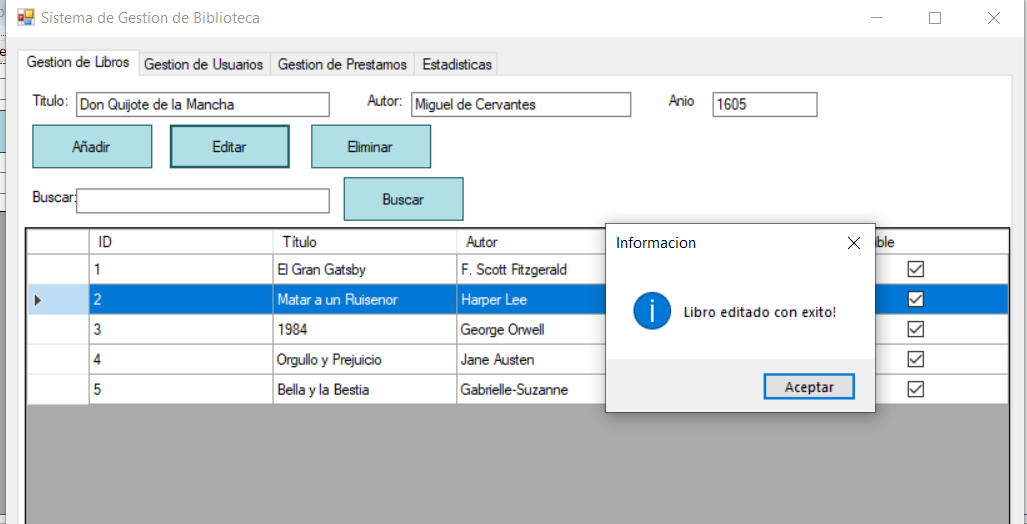 Sistema de Gestion de Biblioteca
Gestion de Libros Gestion de Usuarios Gestion de Prestamos Estadisticas
Titulo: Don Quijote de la Mancha Autor: Miguel de Cervantes Anio 1605
Añadir Editar Eliminar
Buscar: Buscar
ID Título Autor
1 El Gran Gatsby F. Scott Fitzgerald
2 Matar a un Ruisenor Harper Lee
3 1984 George Orwell
4 Orgullo y Prejuicio Jane Austen
5 Bella y la Bestia Gabrielle-Suzanne
Informacion
Libro editado con exito!
Aceptar